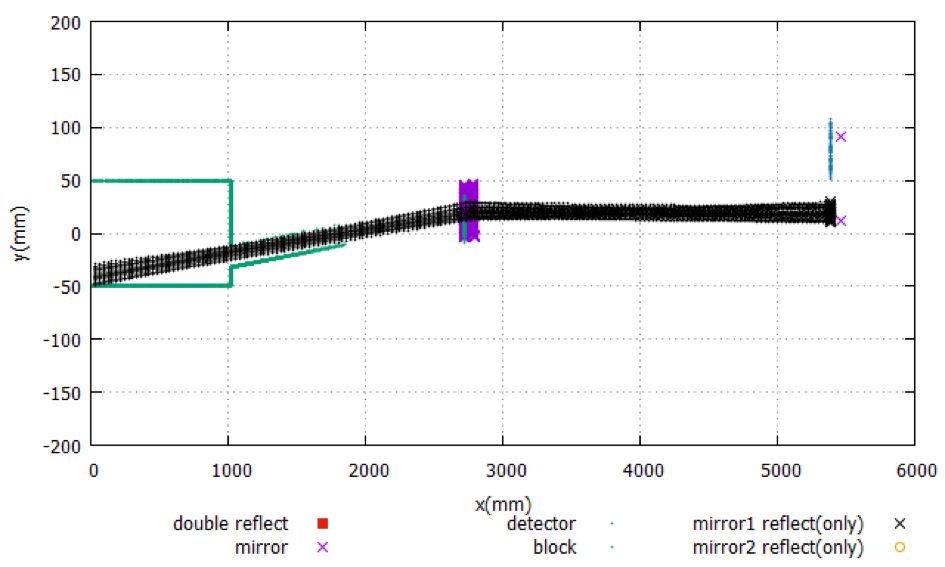 200
150
100
50
0
-50
-100
-150
-200
y(mm)
0 1000 2000 3000 4000 5000 6000
x(mm)
double reflect detector mirror1 reflect(only)
mirror block mirror2 reflect(only)